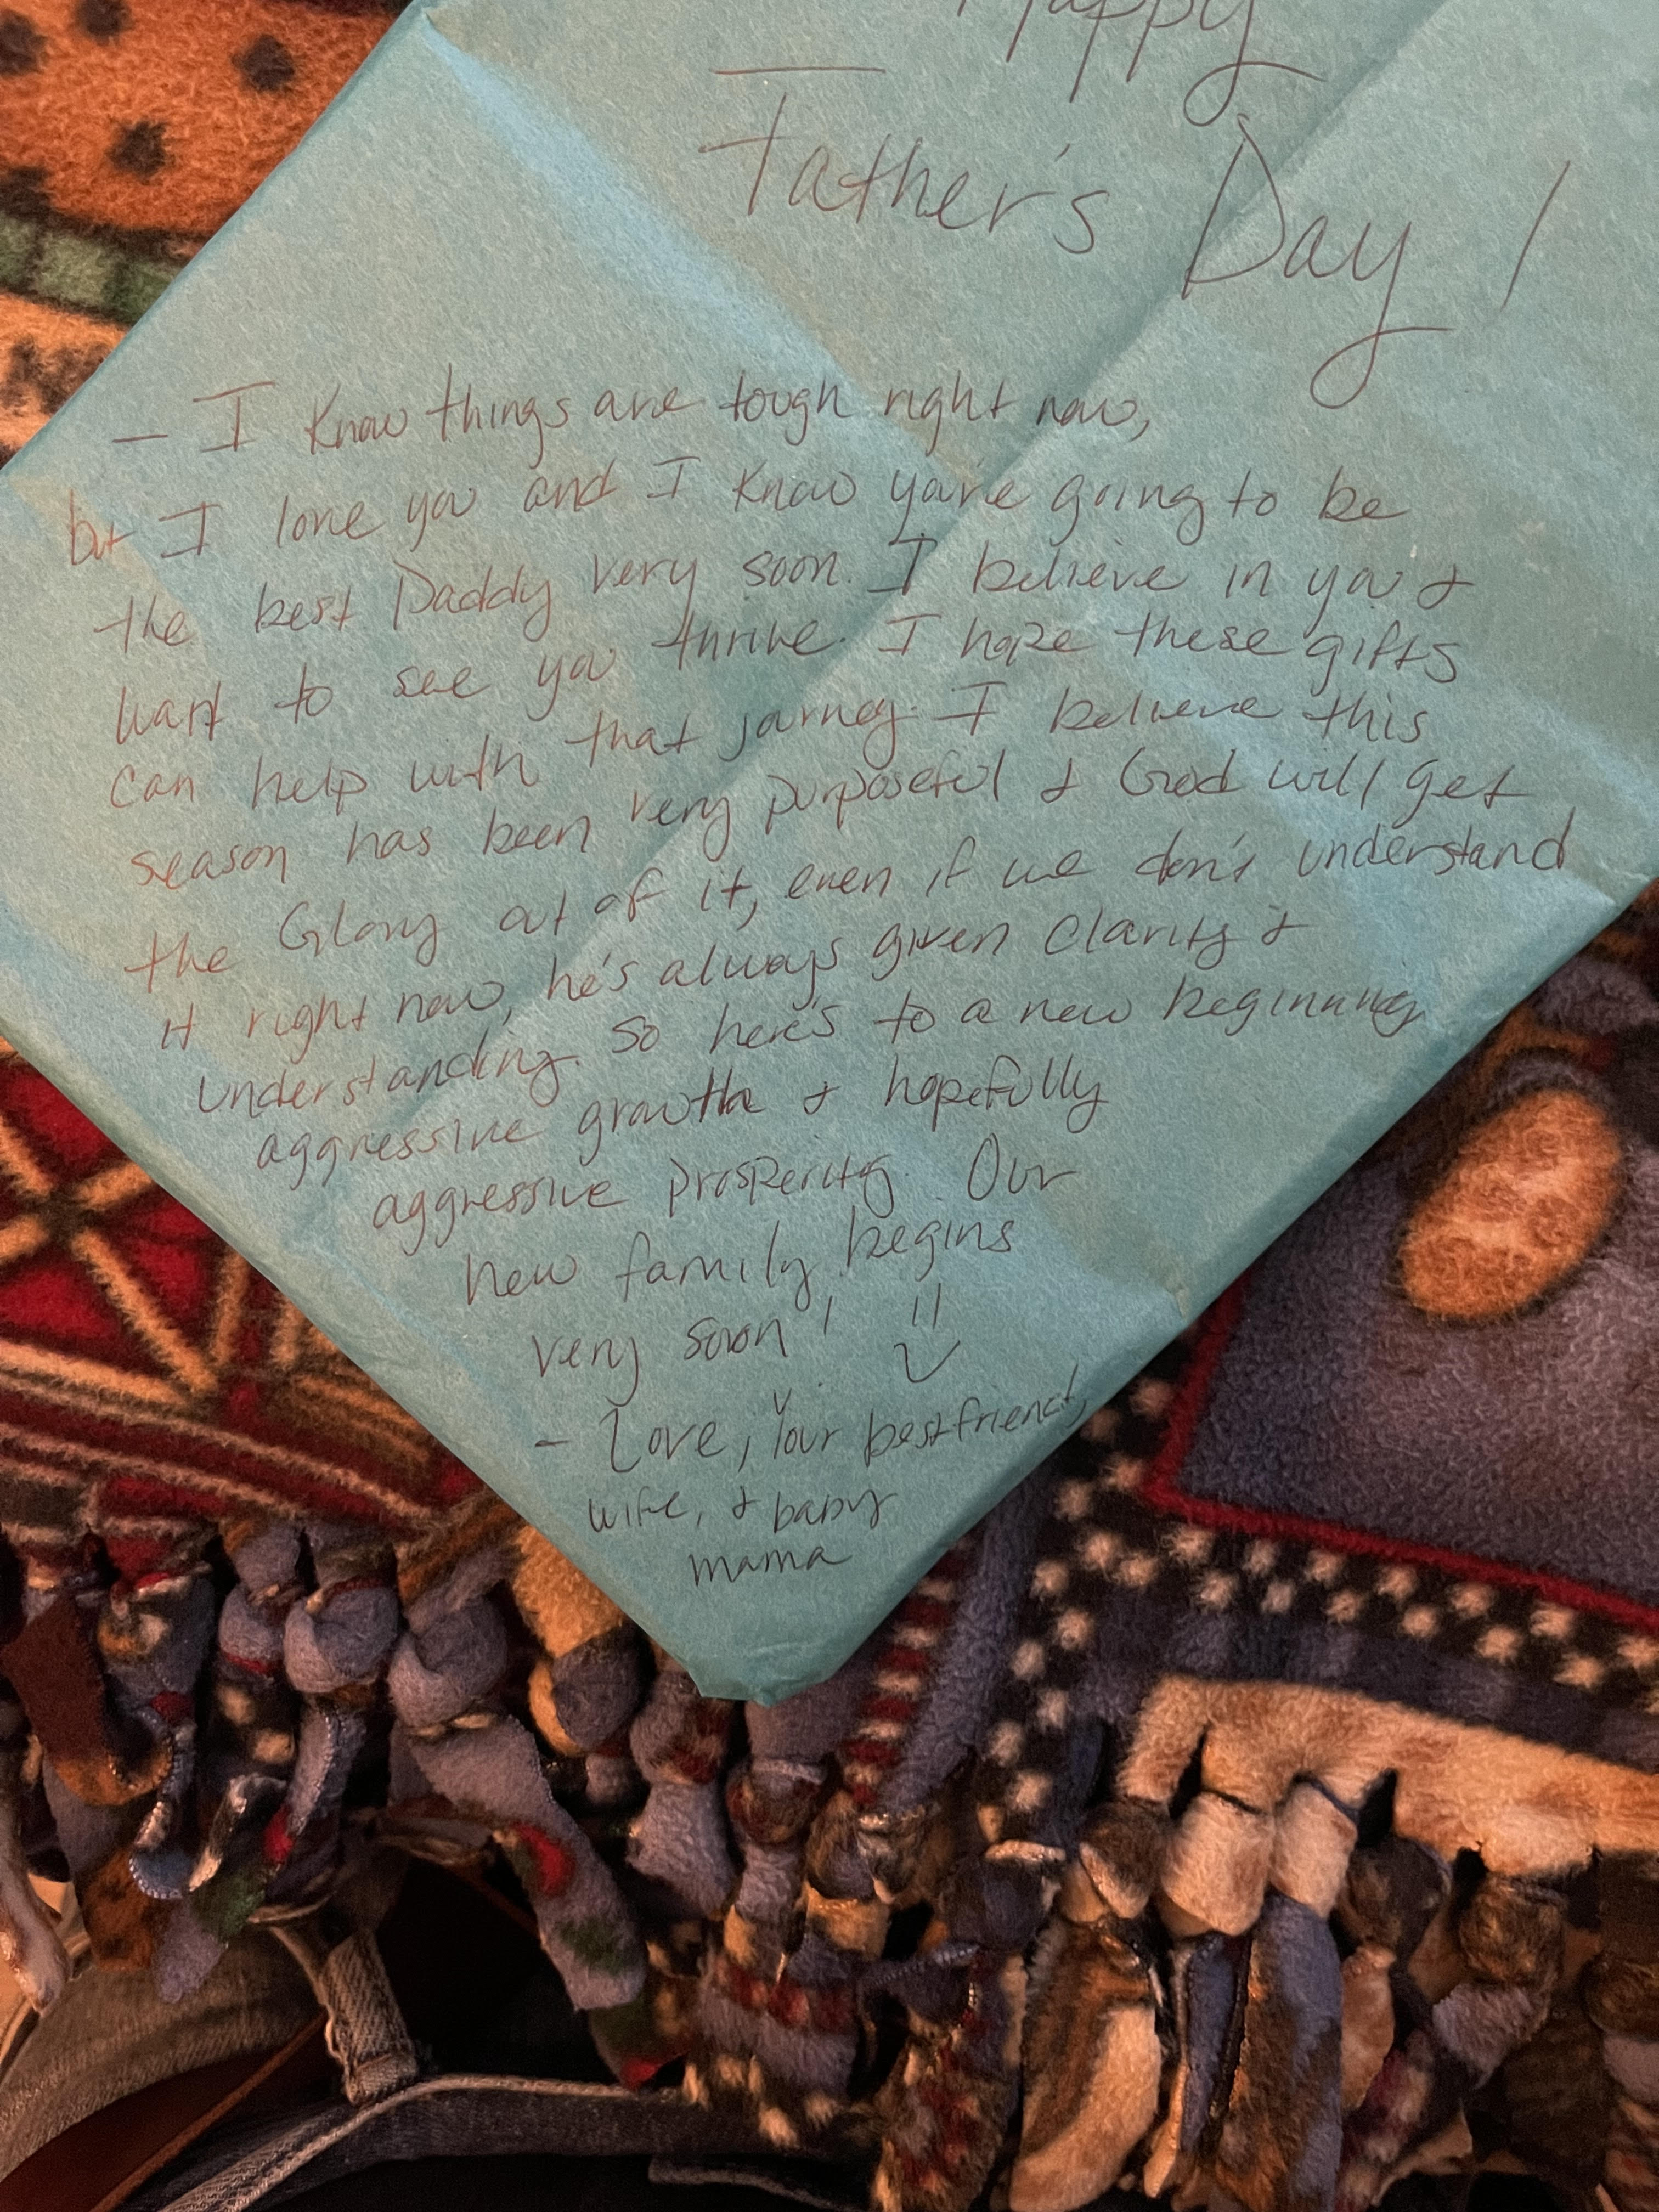 Happy
Father's Day!
- I know things are tough right now,
but I love you and I know you're going to be
the best Daddy very soon. I believe in you &
want to see you thrive. I hope these gifts
can help with that journey. I believe this
season has been very purposeful & God will get
the Glory out of it, even if we don't understand
it right now, he's always given clarity &
understanding. So here's to a new beginning,
aggressive growth & hopefully
aggressive prosperity. Our
new family begins
very soon!
- Love, Your bestfriend,
wife, & baby
mama